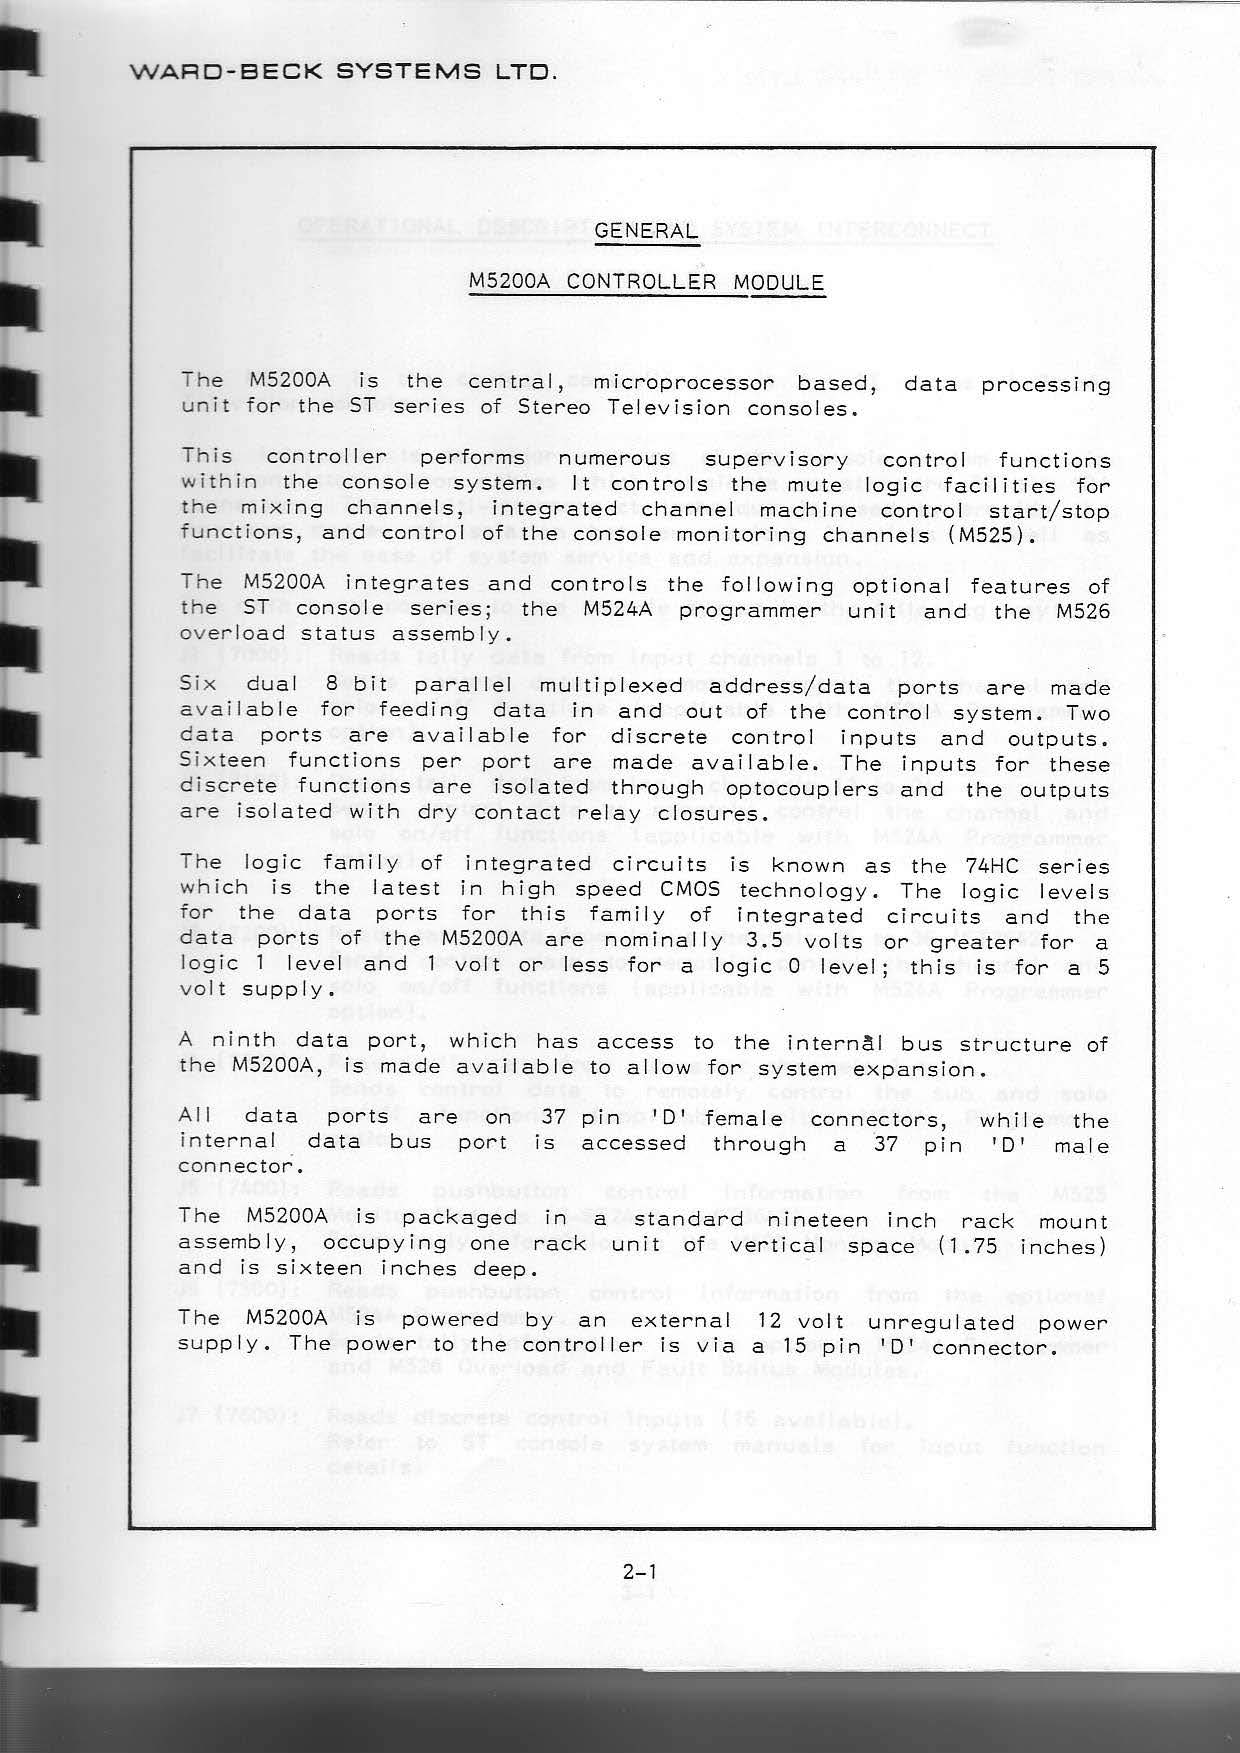 WARD-BECK SYSTEMS LTD.
GENERAL
M5200A CONTROLLER MODULE
The M5200A is the central, microprocessor based, data processing
unit for the ST series of Stereo Television consoles.
This controller performs numerous supervisory control functions
within the console system. It controls the mute logic facilities for
the mixing channels, integrated channel machine control start/stop
functions, and control of the console monitoring channels (M525).
The M5200A integrates and controls the following optional features of
the ST console series; the M524A programmer unit and the M526
overload status assembly.
Six dual 8 bit parallel multiplexed address/data ports are made
available for feeding data in and out of the control system. Two
data ports are available for discrete control inputs and outputs.
Sixteen functions per port are made available. The inputs for these
discrete functions are isolated through optocouplers and the outputs
are isolated with dry contact relay closures.
The logic family of integrated circuits is known as the 74HC series
which is the latest in high speed CMOS technology. The logic levels
for the data ports for this family of integrated circuits and the
data ports of the M5200A are nominally 3.5 volts or greater for a
logic 1 level and 1 volt or less for a logic 0 level; this is for a 5
volt supply.
A ninth data port, which has access to the internal bus structure of
the M5200A, is made available to allow for system expansion.
All data ports are on 37 pin 'D' female connectors, while the
internal data bus port is accessed through a 37 pin 'D' male
connector.
The M5200A is packaged in a standard nineteen inch rack mount
assembly, occupying one rack unit of vertical space (1.75 inches)
and is sixteen inches deep.
The M5200A is powered by an external 12 volt unregulated power
supply. The power to the controller is via a 15 pin 'D' connector.
2-1